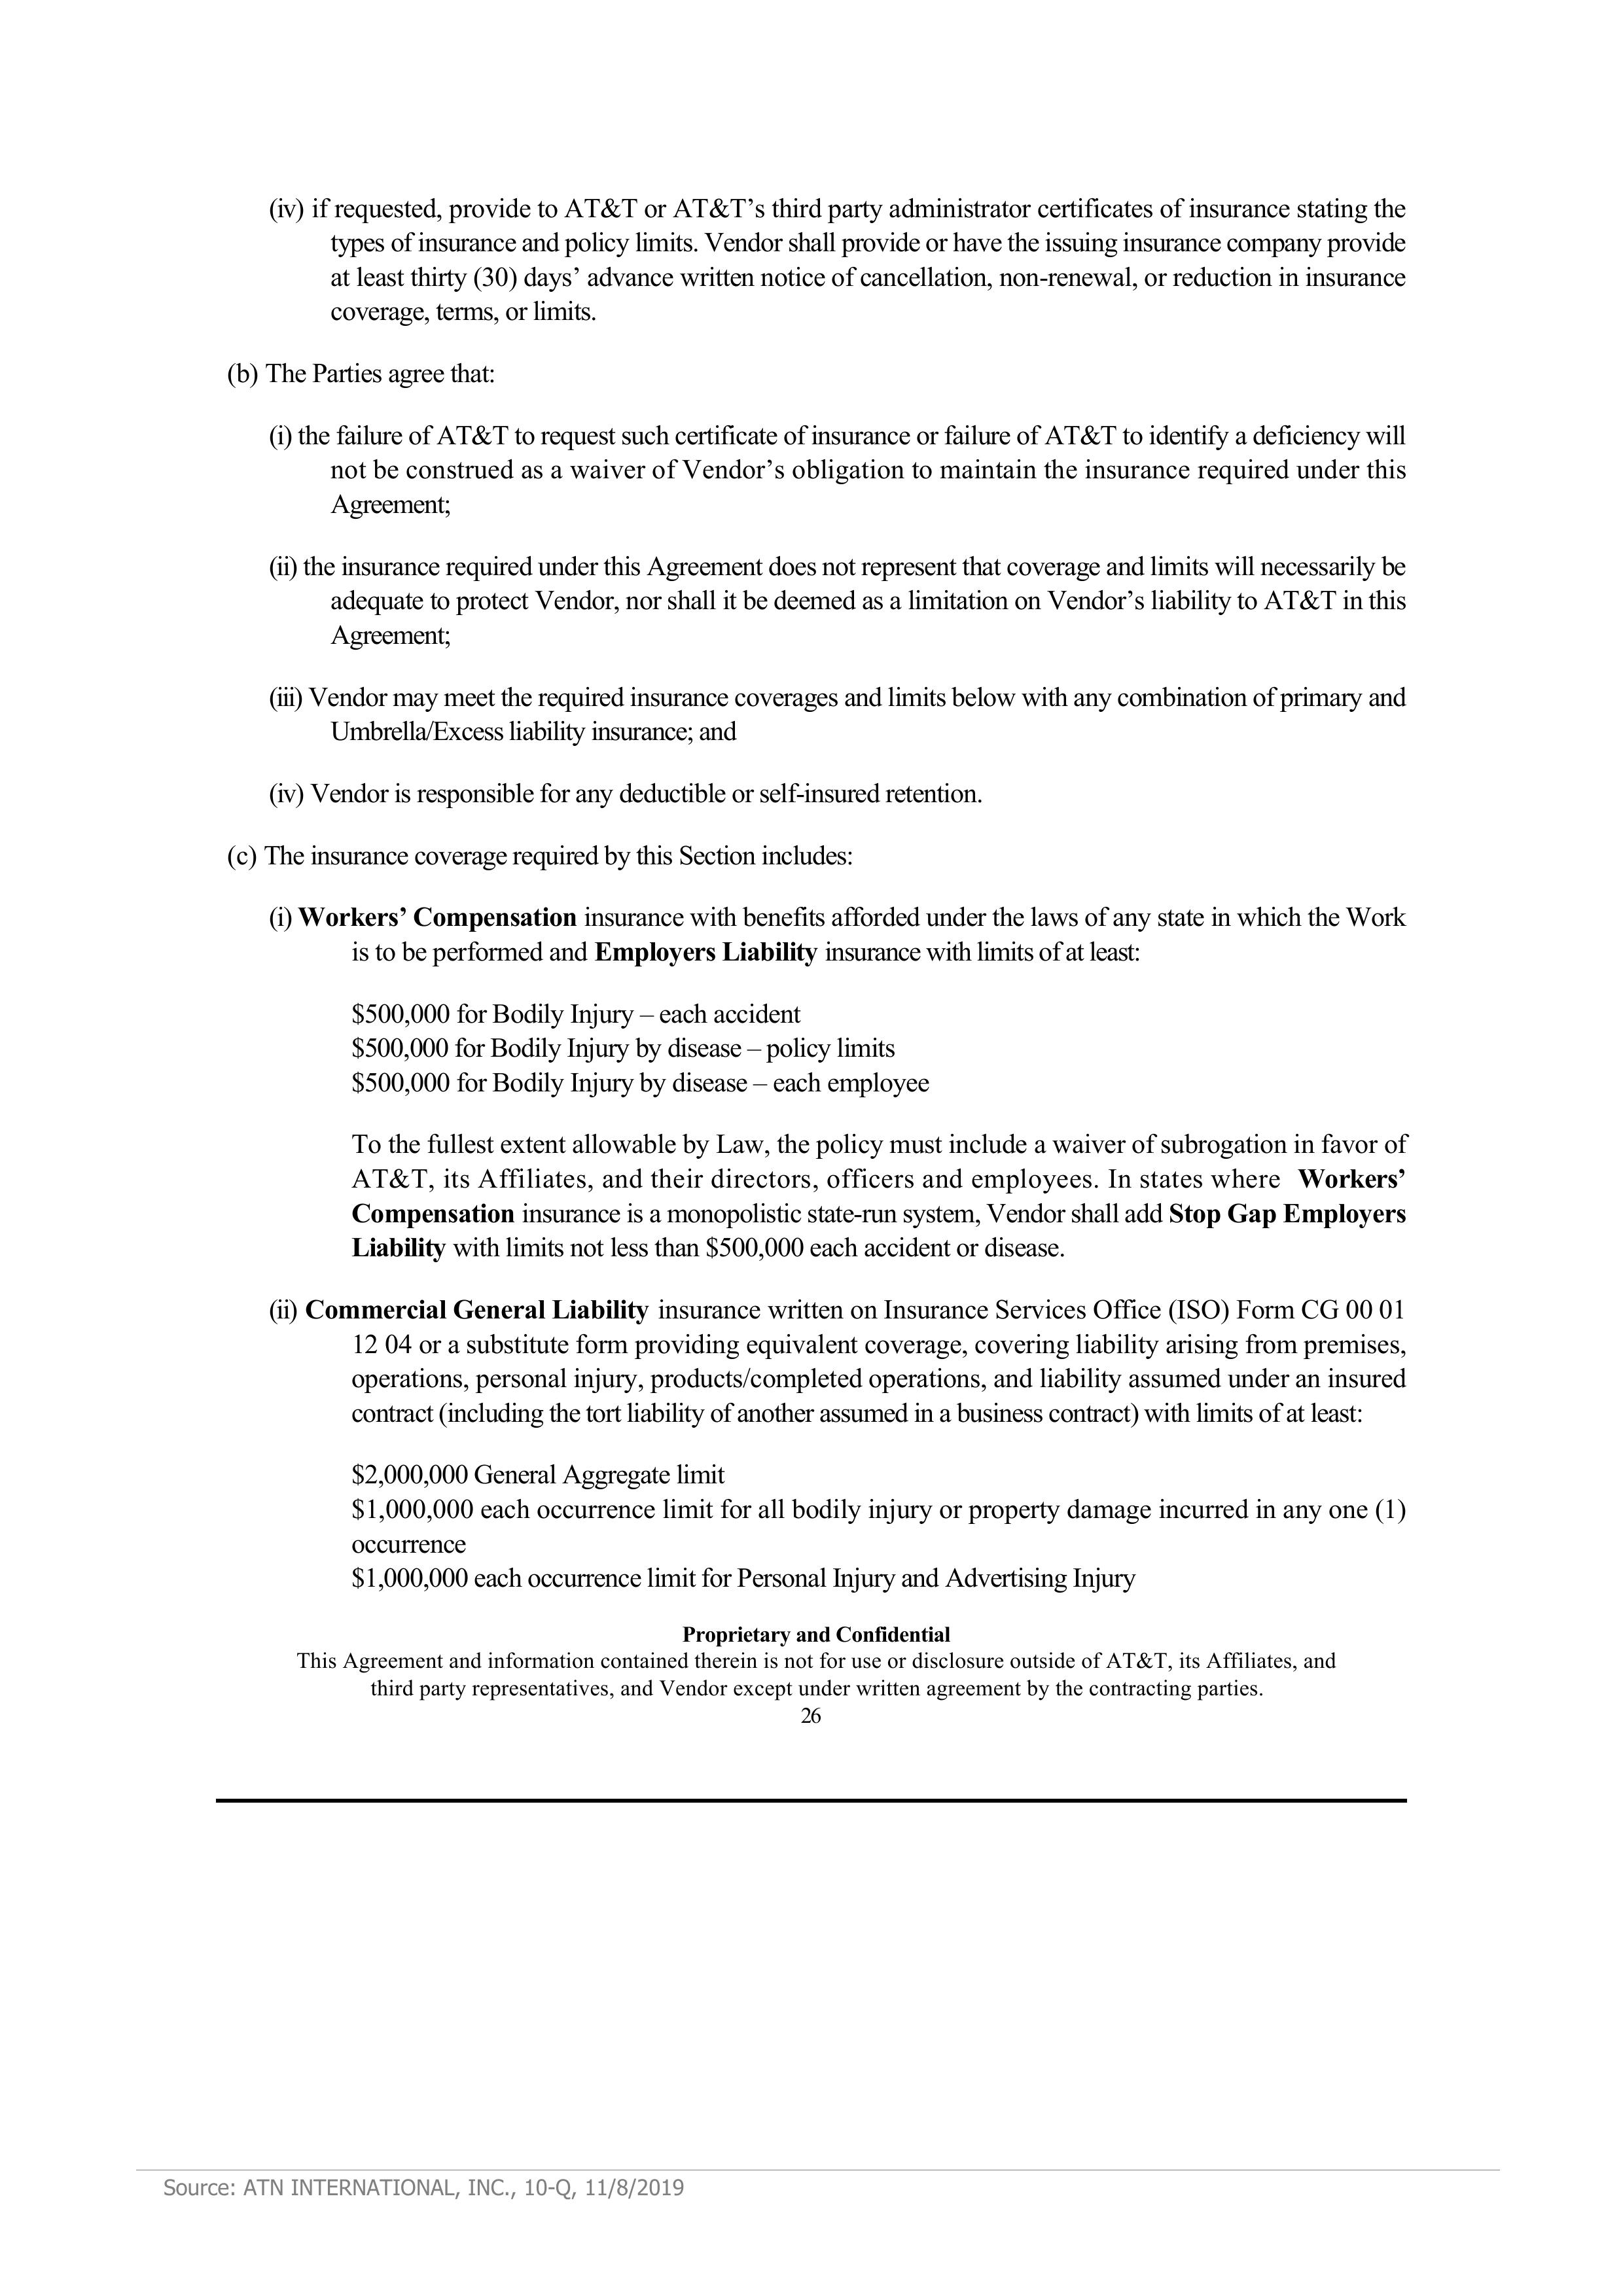 (iv) if requested, provide to AT&T or AT&T’s third party administrator certificates of insurance stating the
types of insurance and policy limits. Vendor shall provide or have the issuing insurance company provide
at least thirty (30) days’ advance written notice of cancellation, non-renewal, or reduction in insurance
coverage, terms, or limits.
(b) The Parties agree that:
(i) the failure of AT&T to request such certificate of insurance or failure of AT&T to identify a deficiency will
not be construed as a waiver of Vendor’s obligation to maintain the insurance required under this
Agreement;
(ii) the insurance required under this Agreement does not represent that coverage and limits will necessarily be
adequate to protect Vendor, nor shall it be deemed as a limitation on Vendor’s liability to AT&T in this
Agreement;
(iii) Vendor may meet the required insurance coverages and limits below with any combination of primary and
Umbrella/Excess liability insurance; and
(iv) Vendor is responsible for any deductible or self-insured retention.
(c) The insurance coverage required by this Section includes:
(i) Workers’ Compensation insurance with benefits afforded under the laws of any state in which the Work
is to be performed and Employers Liability insurance with limits of at least:
$500,000 for Bodily Injury – each accident
$500,000 for Bodily Injury by disease – policy limits
$500,000 for Bodily Injury by disease – each employee
To the fullest extent allowable by Law, the policy must include a waiver of subrogation in favor of
AT&T, its Affiliates, and their directors, officers and employees. In states where Workers’
Compensation insurance is a monopolistic state-run system, Vendor shall add Stop Gap Employers
Liability with limits not less than $500,000 each accident or disease.
(ii) Commercial General Liability insurance written on Insurance Services Office (ISO) Form CG 00 01
12 04 or a substitute form providing equivalent coverage, covering liability arising from premises,
operations, personal injury, products/completed operations, and liability assumed under an insured
contract (including the tort liability of another assumed in a business contract) with limits of at least:
$2,000,000 General Aggregate limit
$1,000,000 each occurrence limit for all bodily injury or property damage incurred in any one (1)
occurrence
$1,000,000 each occurrence limit for Personal Injury and Advertising Injury
Proprietary and Confidential
This Agreement and information contained therein is not for use or disclosure outside of AT&T, its Affiliates, and
third party representatives, and Vendor except under written agreement by the contracting parties.
26
Source: ATN INTERNATIONAL, INC., 10-Q, 11/8/2019